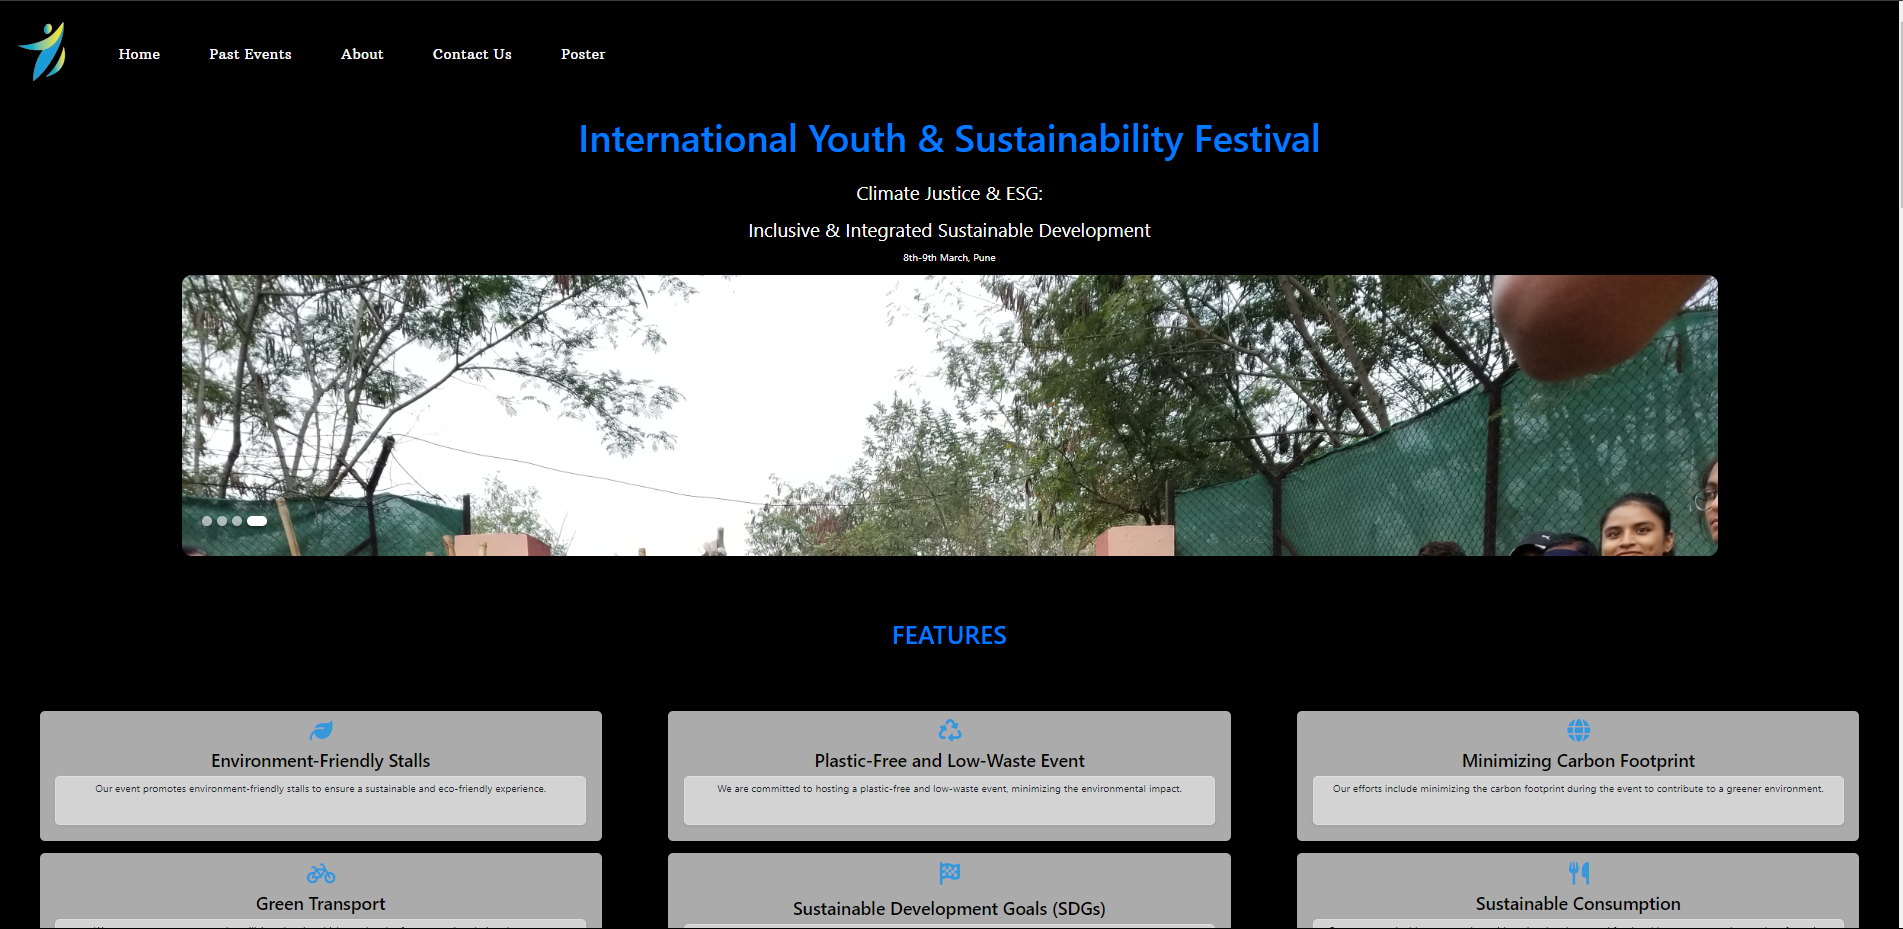 Home
Past Events
About
Contact Us
Poster
International Youth & Sustainability Festival
Climate Justice & ESG:
Inclusive & Integrated Sustainable Development
8th-9th March, Pune
FEATURES
Environment-Friendly Stalls
Our event promotes environment-friendly stalls to ensure a sustainable and eco-friendly experience.
Plastic-Free and Low-Waste Event
We are committed to hosting a plastic-free and low-waste event, minimizing the environmental impact.
Minimizing Carbon Footprint
Our efforts include minimizing the carbon footprint during the event to contribute to a greener environment.
Green Transport
Sustainable Development Goals (SDGs)
Sustainable Consumption